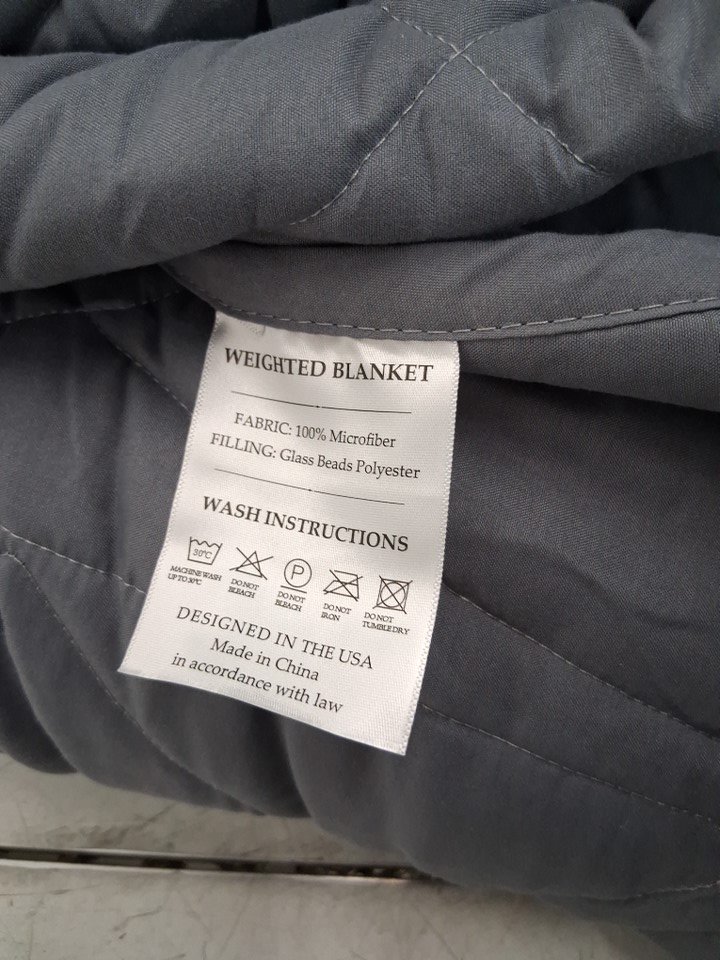 WEIGHTED BLANKET
FABRIC: 100% Microfiber
FILLING: Glass Beads Polyester
WASH INSTRUCTIONS
30°C
P
MACHINE WASH
UP TO 30°C
DO NOT
BLEACH
DO NOT
BLEACH
DO NOT
IRON
DO NOT
TUMBLE DRY
DESIGNED IN THE USA
Made in China
in accordance with law